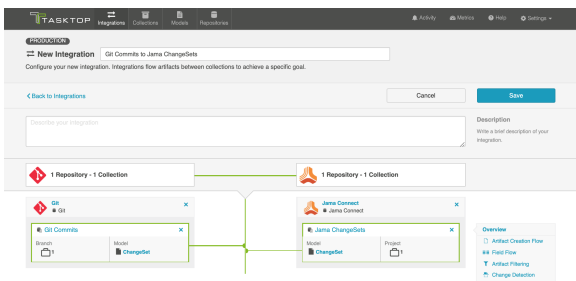 TASKTOP
Integrations
Collections
Models
Repositories
Activity
Metrics
Help
Settings
PRODUCTION
New Integration
Git Commits to Jama ChangeSets
Configure your new integration. Integrations flow artifacts between collections to achieve a specific goal.
Back to Integrations
Cancel
Save
Describe your integration
Description
Write a brief description of your
integration.
1 Repository - 1 Collection
1 Repository - 1 Collection
Git
Git
Git Commits
Branch
1
Model
ChangeSet
Jama Connect
Jama Connect
Jama ChangeSets
Model
ChangeSet
Project
1
Overview
Artifact Creation Flow
Field Flow
Artifact Filtering
Change Detection